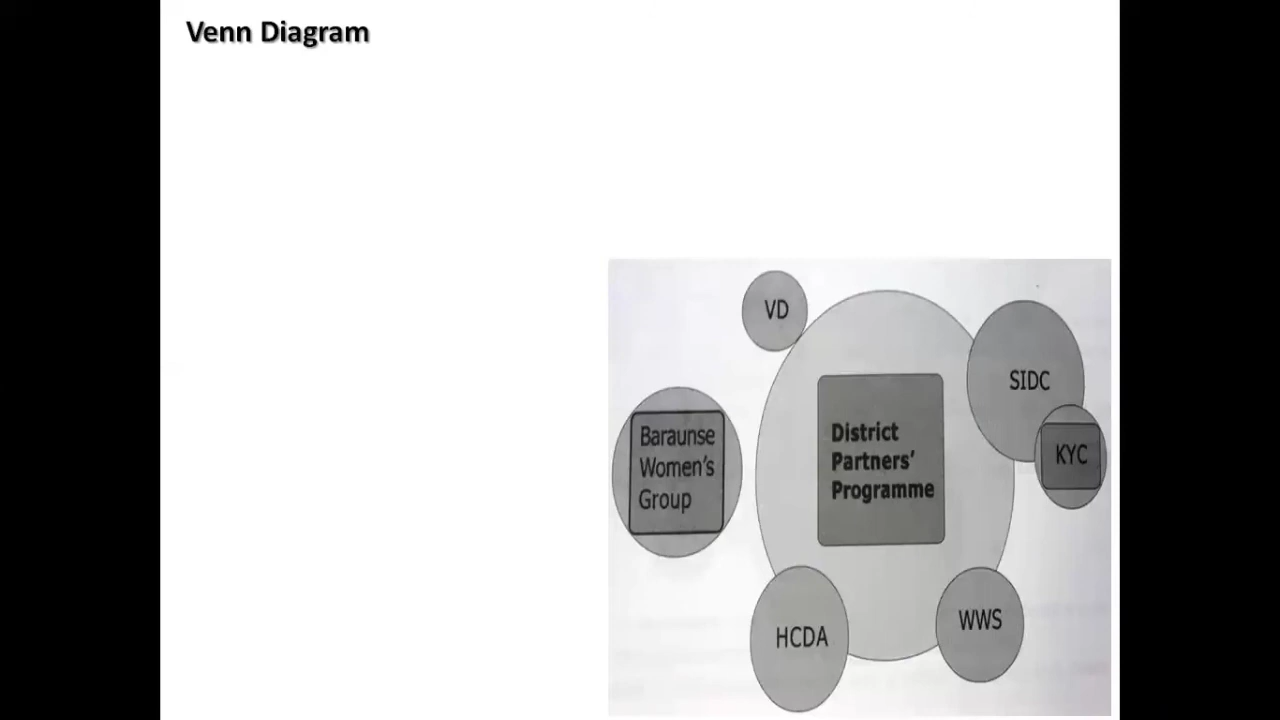 Venn Diagram
VD
SIDC
District
Partners'
Programme
Baraunse
Women's
Group
KYC
HCDA
WWS